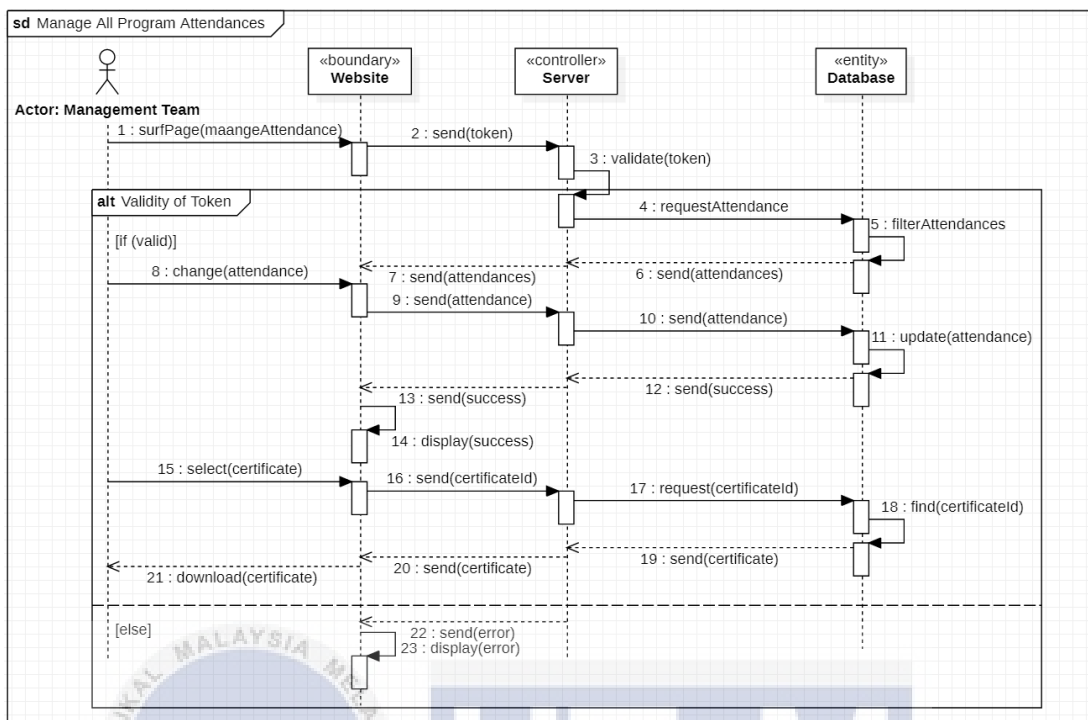 sd Manage All Program Attendances
«boundary»
Website
«controller»
Server
«entity»
Database
Actor: Management Team
1 : surfPage(maangeAttendance)
2 : send(token)
3 : validate(token)
alt Validity of Token
4 : requestAttendance
5 : filterAttendances
[if (valid)]
6 : send(attendances)
7 : send(attendances)
8 : change(attendance)
9 : send(attendance)
10 : send(attendance)
11 : update(attendance)
12 : send(success)
13 : send(success)
14 : display(success)
15 : select(certificate)
16 : send(certificateId)
17 : request(certificateId)
18 : find(certificateId)
19 : send(certificate)
20 : send(certificate)
21 : download(certificate)
[else]
22 : send(error)
23 : display(error)
MALAYSIA